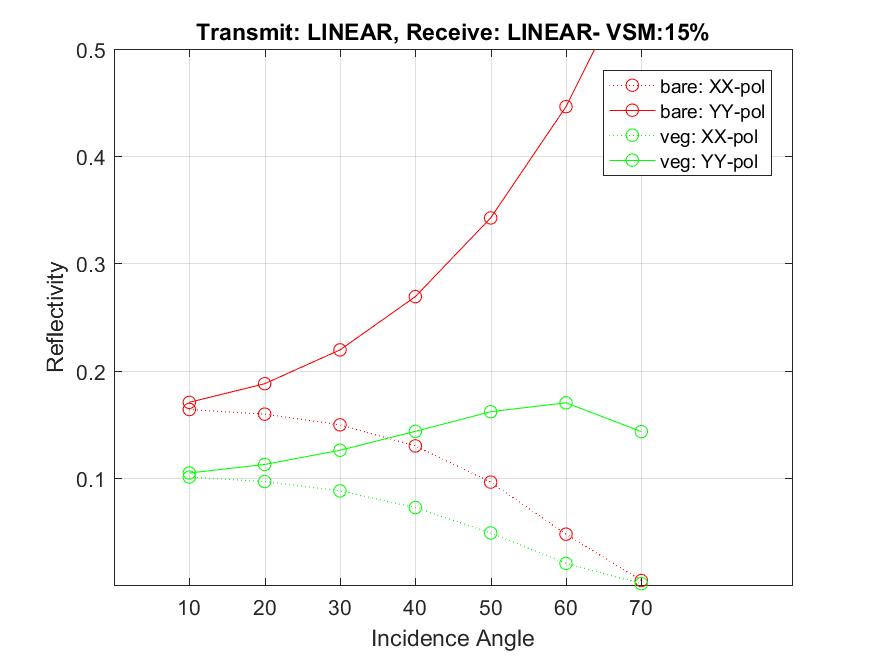 Transmit: LINEAR, Receive: LINEAR- VSM:15%
0.5
0.4
0.3
0.2
0.1
Reflectivity
bare: XX-pol
bare: YY-pol
veg: XX-pol
veg: YY-pol
10 20 30 40 50 60 70
Incidence Angle